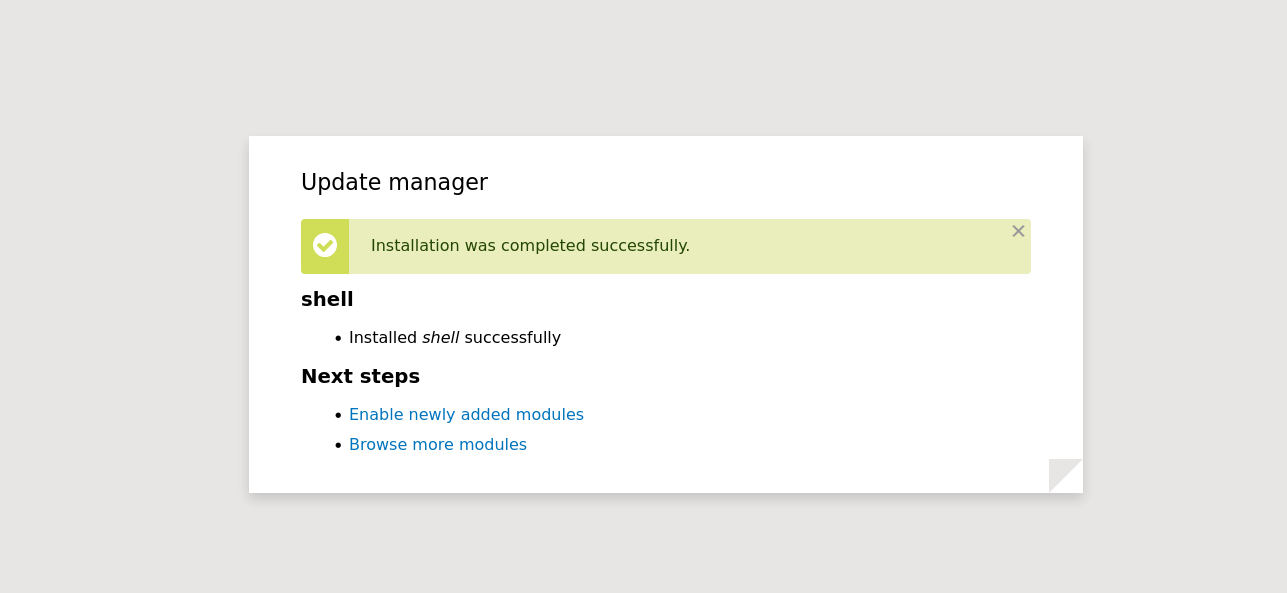 Update manager
Installation was completed successfully.
shell
Installed shell successfully
Next steps
Enable newly added modules
Browse more modules